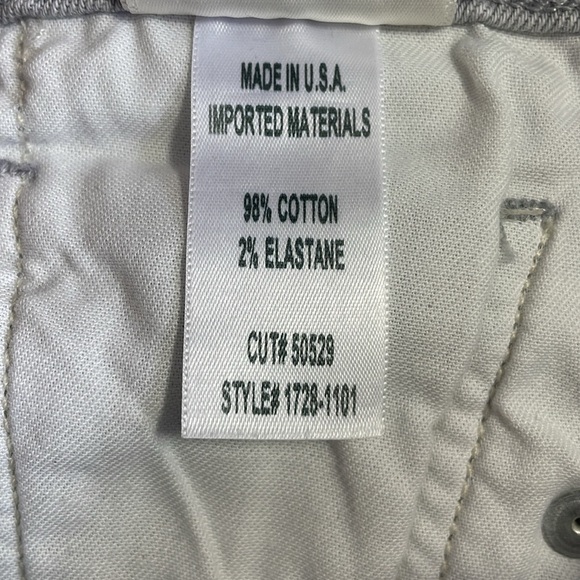 MADE IN U.S.A.
IMPORTED MATERIALS
98% COTTON
2% ELASTANE
CUT# 50529
STYLE# 1728-1101